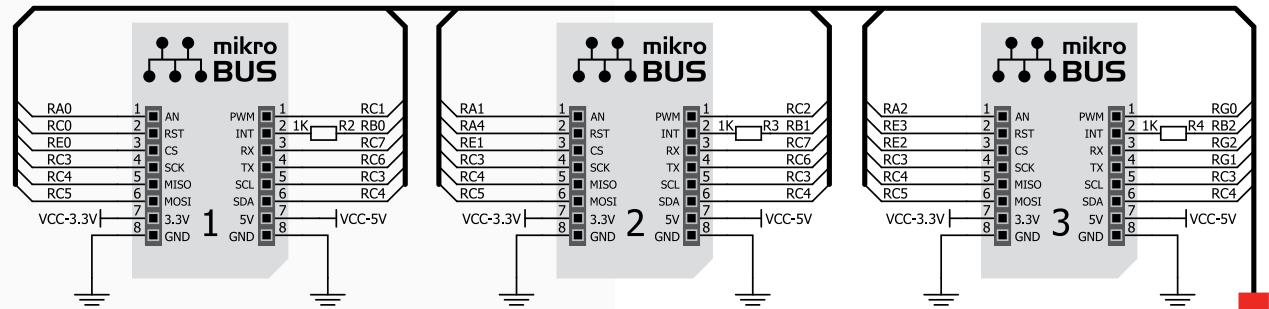 mikro
BUS
RA0 1 AN PWM 1 RC1
RC0 2 RST INT 2 1K R2 RB0
RE0 3 CS RX 3 RC7
RC3 4 SCK TX 4 RC6
RC4 5 MISO SCL 5 RC3
RC5 6 MOSI SDA 6 RC4
VCC-3.3V 7 3.3V 5V 7 VCC-5V
8 GND GND 8
1
mikro
BUS
RA1 1 AN PWM 1 RC2
RA4 2 RST INT 2 1K R3 RB1
RE1 3 CS RX 3 RC7
RC3 4 SCK TX 4 RC6
RC4 5 MISO SCL 5 RC3
RC5 6 MOSI SDA 6 RC4
VCC-3.3V 7 3.3V 5V 7 VCC-5V
8 GND GND 8
2
mikro
BUS
RA2 1 AN PWM 1 RG0
RE3 2 RST INT 2 1K R4 RB2
RE2 3 CS RX 3 RG2
RC3 4 SCK TX 4 RG1
RC4 5 MISO SCL 5 RC3
RC5 6 MOSI SDA 6 RC4
VCC-3.3V 7 3.3V 5V 7 VCC-5V
8 GND GND 8
3